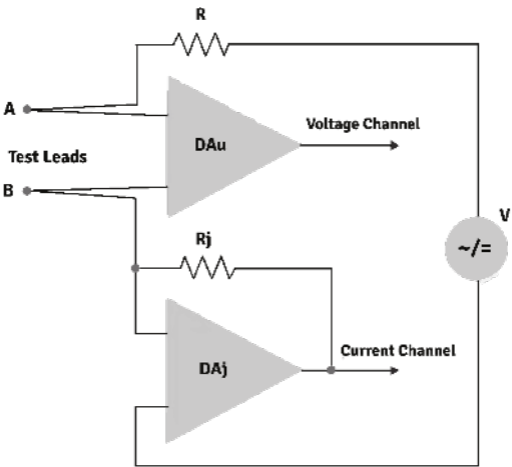 R
A
Voltage Channel
DAu
Test Leads
B
V
~/=
Rj
Current Channel
DAj